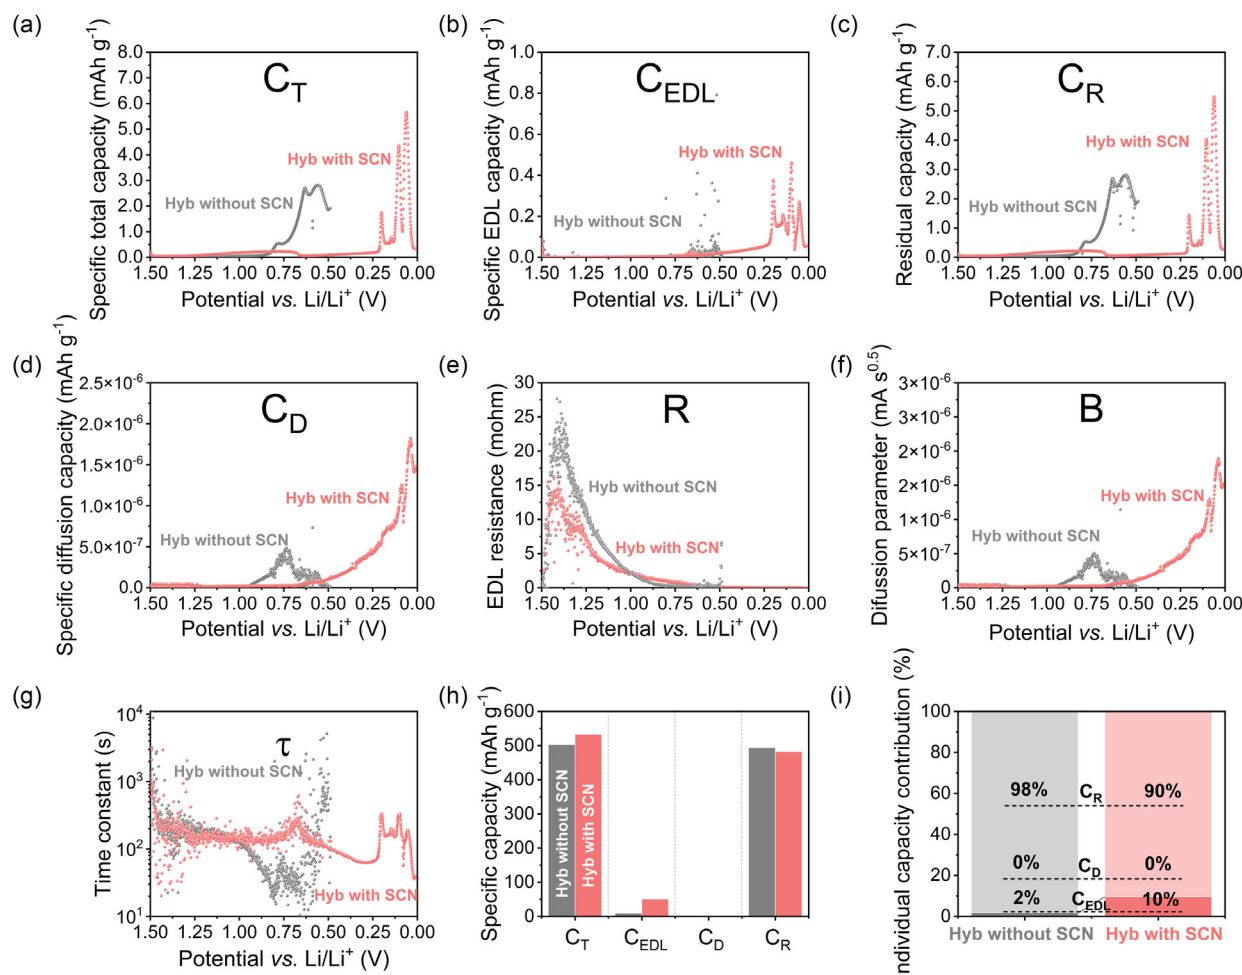 (a)
Specific total capacity (mAh g⁻¹)
8.0
7.0
6.0
5.0
4.0
3.0
2.0
1.0
0.0
C_T
Hyb with SCN
Hyb without SCN
1.50 1.25 1.00 0.75 0.50 0.25 0.00
Potential vs. Li/Li⁺ (V)
(b)
Specific EDL capacity (mAh g⁻¹)
1.0
0.8
0.6
0.4
0.2
0.0
C_EDL
Hyb with SCN
Hyb without SCN
1.50 1.25 1.00 0.75 0.50 0.25 0.00
Potential vs. Li/Li⁺ (V)
(c)
Residual capacity (mAh g⁻¹)
7.0
6.0
5.0
4.0
3.0
2.0
1.0
0.0
C_R
Hyb with SCN
Hyb without SCN
1.50 1.25 1.00 0.75 0.50 0.25 0.00
Potential vs. Li/Li⁺ (V)
(d)
Specific diffusion capacity (mAh g⁻¹)
2.5×10⁻⁶
2.0×10⁻⁶
1.5×10⁻⁶
1.0×10⁻⁶
5.0×10⁻⁷
0.0
C_D
Hyb with SCN
Hyb without SCN
1.50 1.25 1.00 0.75 0.50 0.25 0.00
Potential vs. Li/Li⁺ (V)
(e)
EDL resistance (mohm)
30
25
20
15
10
5
0
R
Hyb without SCN
Hyb with SCN
1.50 1.25 1.00 0.75 0.50 0.25 0.00
Potential vs. Li/Li⁺ (V)
(f)
Difussion parameter (mA s⁰·⁵)
3×10⁻⁶
3×10⁻⁶
2×10⁻⁶
2×10⁻⁶
1×10⁻⁶
5×10⁻⁷
0
B
Hyb with SCN
Hyb without SCN
1.50 1.25 1.00 0.75 0.50 0.25 0.00
Potential vs. Li/Li⁺ (V)
(g)
Time constant (s)
10⁴
10³
10²
10¹
τ
Hyb without SCN
Hyb with SCN
1.50 1.25 1.00 0.75 0.50 0.25 0.00
Potential vs. Li/Li⁺ (V)
(h)
Specific capacity (mAh g⁻¹)
600
500
400
300
200
100
0
Hyb without SCN
Hyb with SCN
C_T C_EDL C_D C_R
(i)
ndividual capacity contribution (%)
100
80
60
40
20
0
98% C_R 90%
0% C_D 0%
2% C_EDL 10%
Hyb without SCN Hyb with SCN